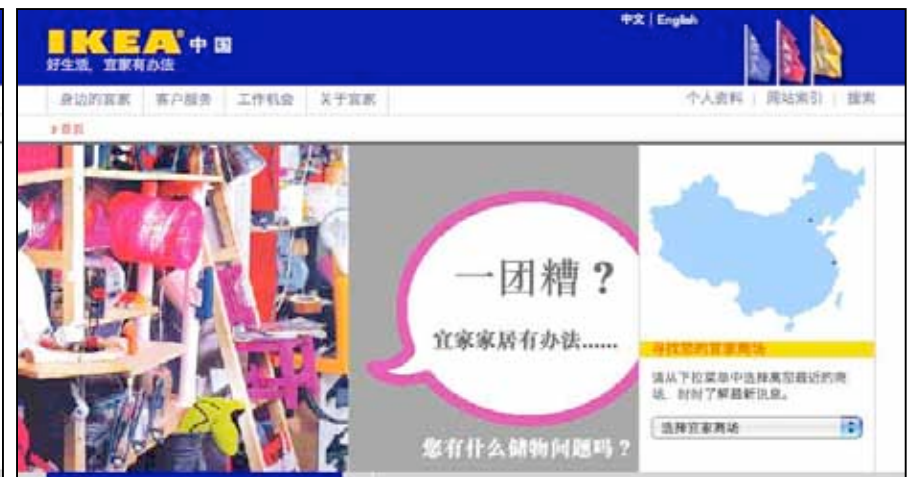 中文 | English
IKEA 中国
好生活，宜家有办法
身边的宜家 客户服务 工作机会 关于宜家
个人资料 | 网站索引 | 搜索
首页
一团糟？
宜家家居有办法......
您有什么储物问题吗？
寻找您的宜家商场
请从下拉菜单中选择离您最近的商
场，时时了解最新讯息。
选择宜家商场